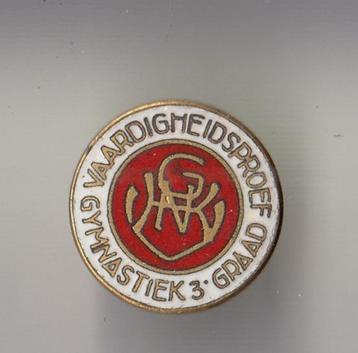 VAARDIGHEIDSPROEF
GYMNASTIEK 3• GRAAD